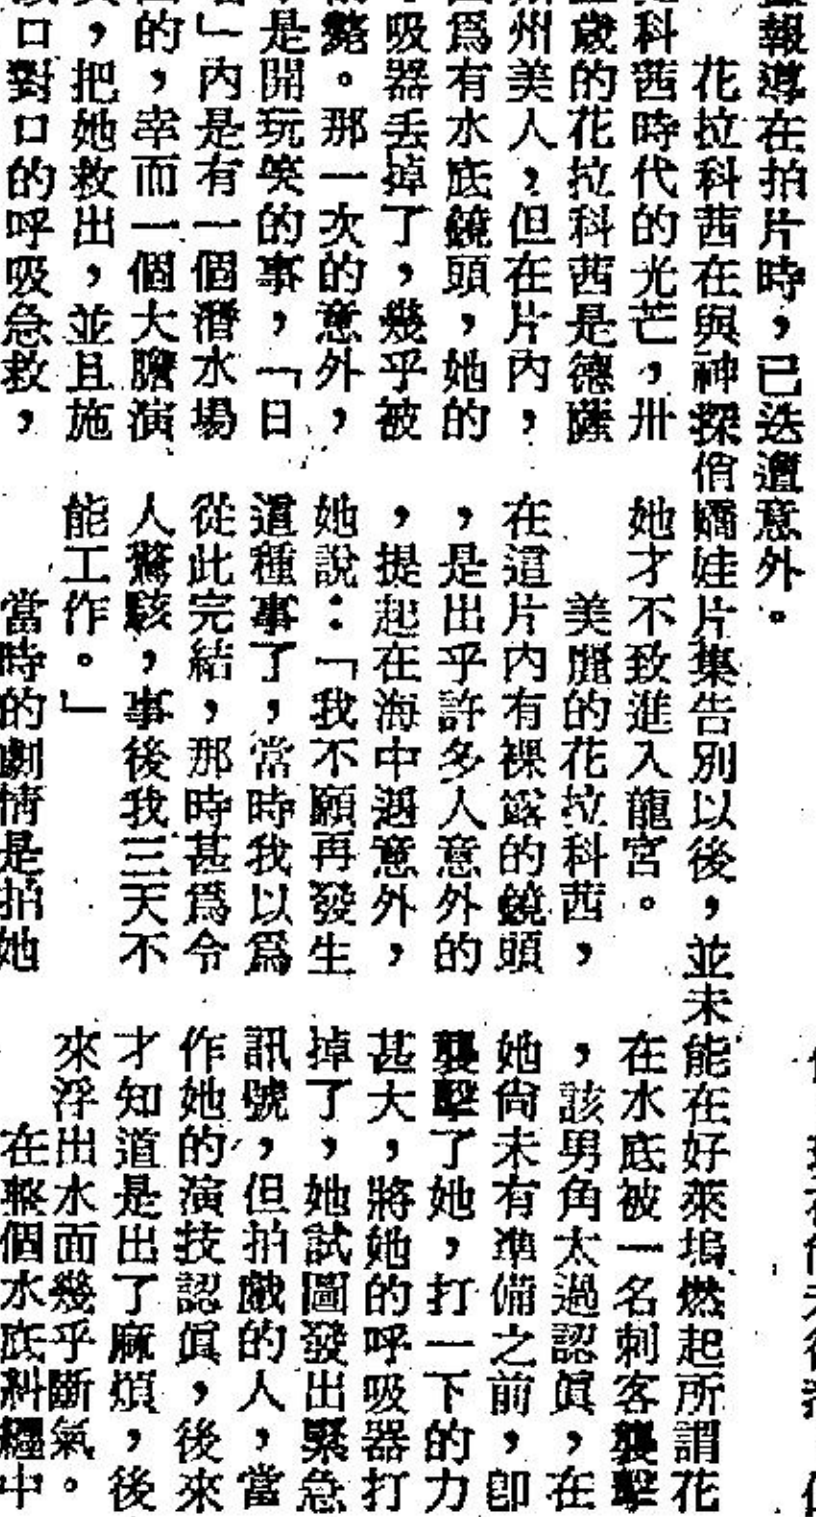 報導在拍片時，已迭遭意外。
花拉科茜在與神探俏嬌娃片集告別以後，並未能在好萊塢燃起所謂花
科茜時代的光芒，卅
歲的花拉科茜是德薩
州美人，但在片內，
爲有水底鏡頭，她的
吸器丟掉了，幾乎被
斃。那一次的意外，
是開玩笑的事，「日
」內是有一個潛水場
的，幸而一個大膽演
，把她救出，並且施
口對口的呼吸急救，
她才不致進入龍宮。
美麗的花拉科茜，
在這片內有裸露的鏡頭
，是出乎許多人意外的
，提起在海中遇意外，
她說：「我不願再發生
這種事了，當時我以爲
從此完結，那時甚爲令
人驚駭，事後我三天不
能工作。」
當時的劇情是拍她
在水底被一名刺客襲擊
，該男角太過認眞，在
她尙未有準備之前，卽
襲擊了她，打一下的力
甚大，將她的呼吸器打
掉了，她試圖發出緊急
訊號，但拍戲的人，當
作她的演技認眞，後來
才知道是出了麻煩，後
來浮出水面幾乎斷氣。
在整個水底糾纏中